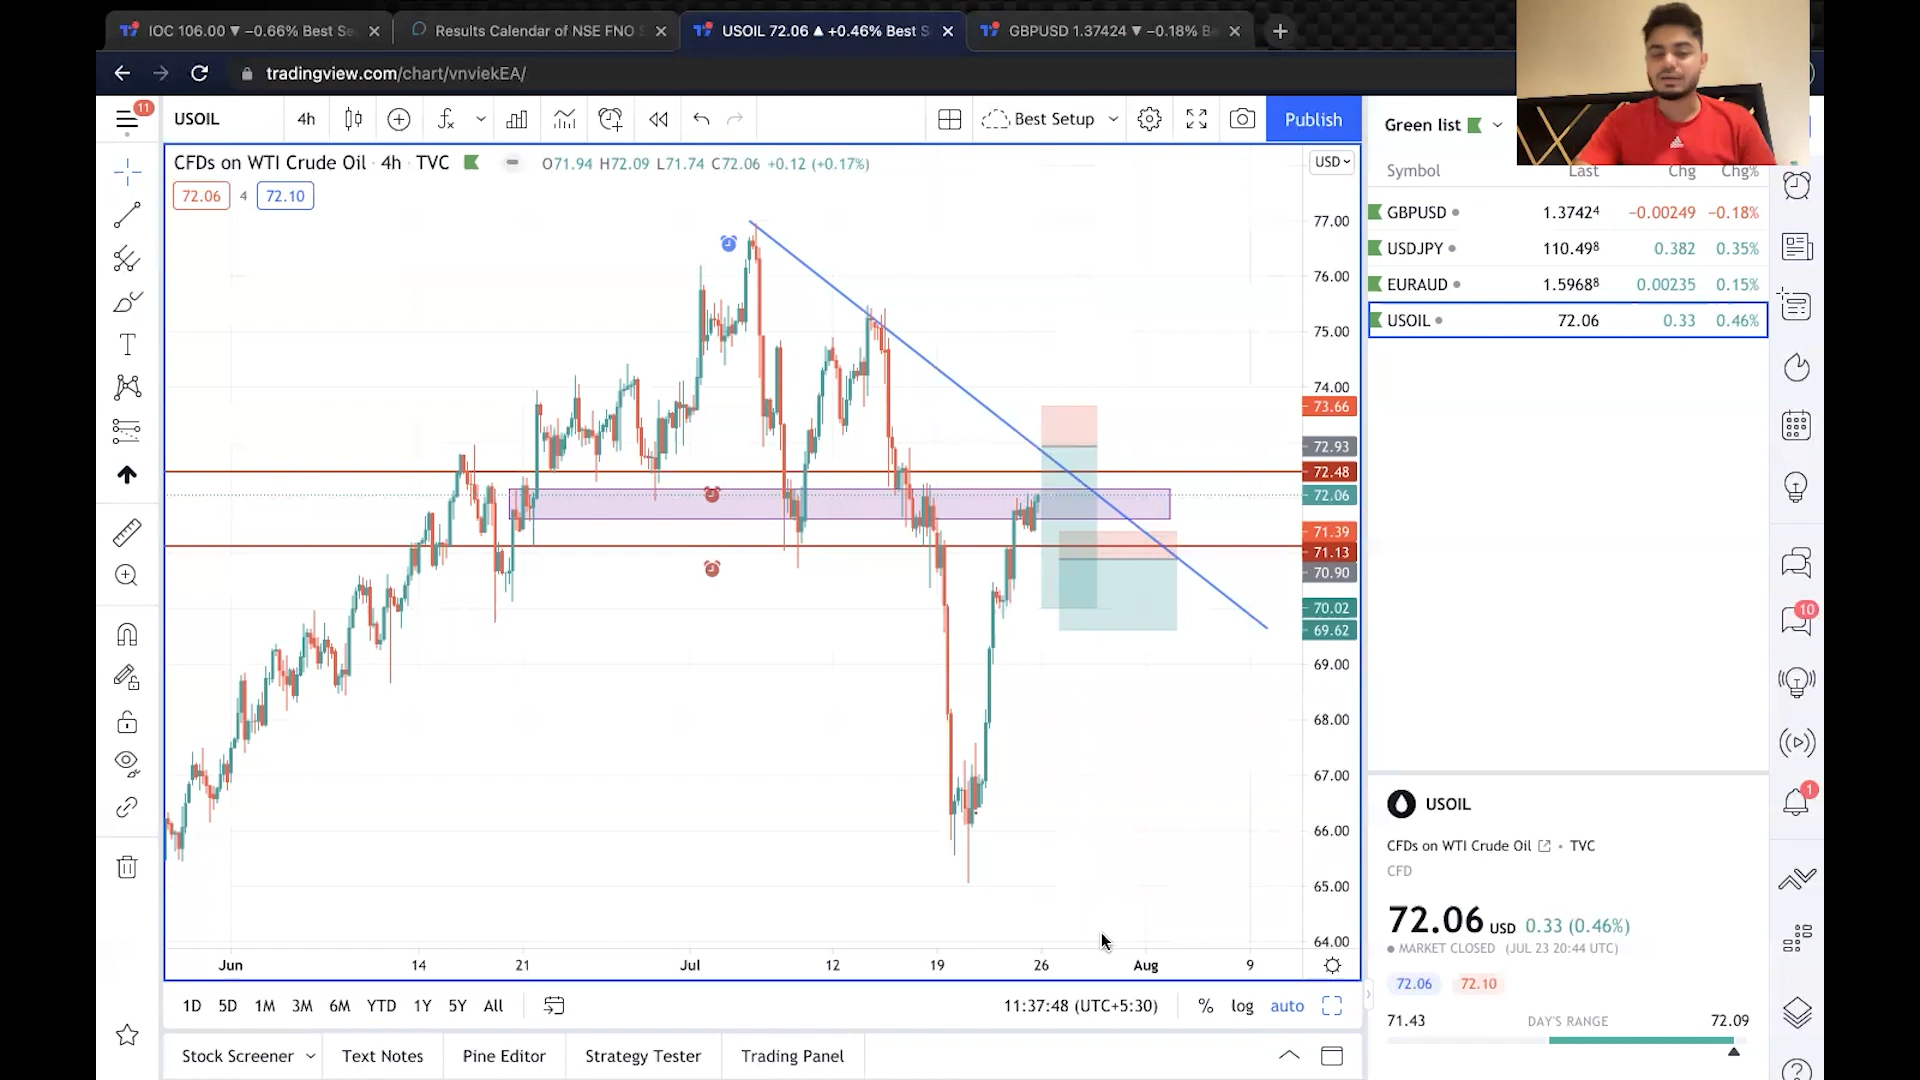 IOC 106.00 ▼ −0.66% Best Se
Results Calendar of NSE FNO S
USOIL 72.06 ▲ +0.46% Best S
GBPUSD 1.37424 ▼ −0.18% Be
tradingview.com/chart/vnviekEA/
11
USOIL
4h
Best Setup
Publish
Green list
CFDs on WTI Crude Oil · 4h · TVC
O71.94 H72.09 L71.74 C72.06 +0.12 (+0.17%)
USD
72.06
4
72.10
Symbol
Last
Chg
Chg%
GBPUSD
1.37424
−0.00249
−0.18%
USDJPY
110.498
0.382
0.35%
EURAUD
1.59688
0.00235
0.15%
USOIL
72.06
0.33
0.46%
77.00
76.00
75.00
74.00
73.66
72.93
72.48
72.06
71.39
71.13
70.90
70.02
69.62
69.00
68.00
67.00
66.00
65.00
64.00
Jun
14
21
Jul
12
19
26
Aug
9
10
1
USOIL
CFDs on WTI Crude Oil • TVC
CFD
72.06 USD 0.33 (0.46%)
MARKET CLOSED (JUL 23 20:44 UTC)
72.06
72.10
71.43
DAY'S RANGE
72.09
1D
5D
1M
3M
6M
YTD
1Y
5Y
All
11:37:48 (UTC+5:30)
%
log
auto
Stock Screener
Text Notes
Pine Editor
Strategy Tester
Trading Panel